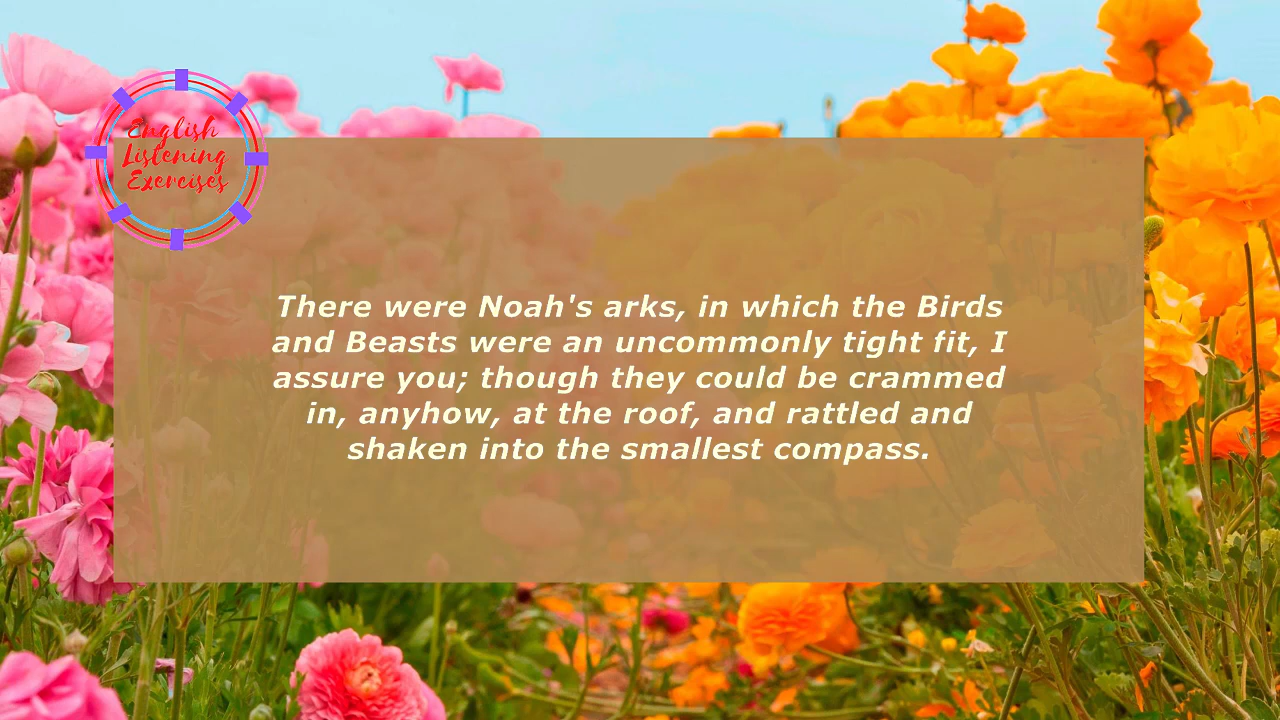 English
Listening
Exercises
There were Noah's arks, in which the Birds
and Beasts were an uncommonly tight fit, I
assure you; though they could be crammed
in, anyhow, at the roof, and rattled and
shaken into the smallest compass.